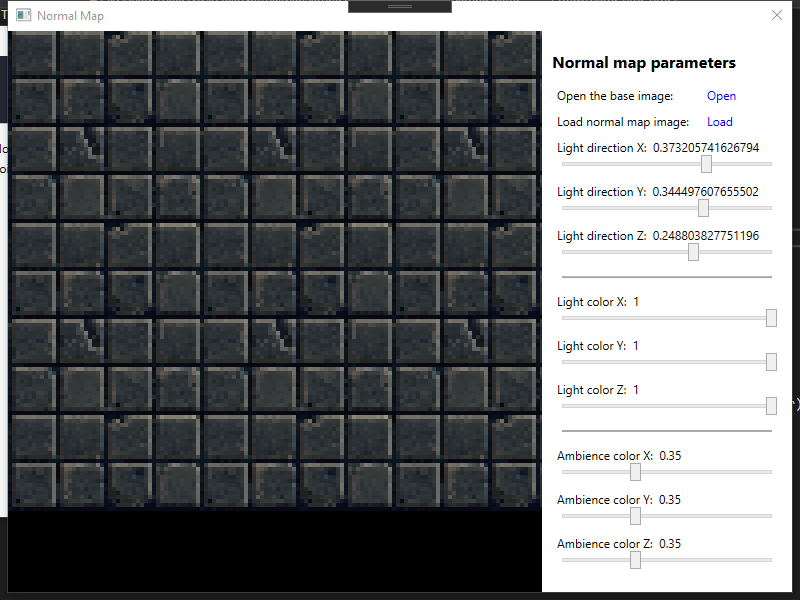 Normal Map
Normal map parameters
Open the base image: Open
Load normal map image: Load
Light direction X: 0.373205741626794
Light direction Y: 0.344497607655502
Light direction Z: 0.248803827751196
Light color X: 1
Light color Y: 1
Light color Z: 1
Ambience color X: 0.35
Ambience color Y: 0.35
Ambience color Z: 0.35